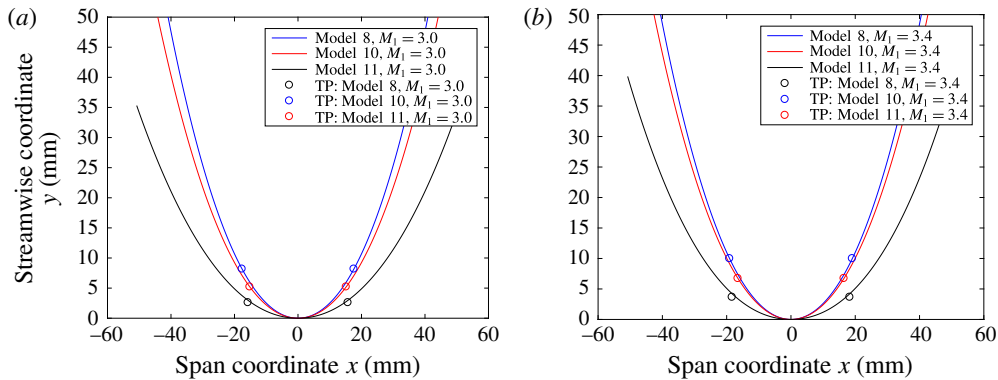 (a)
50
45
40
35
30
25
20
15
10
5
0
−60
−40
−20
0
20
40
60
Streamwise coordinate
y (mm)
Span coordinate x (mm)
Model 8, M1 = 3.0
Model 10, M1 = 3.0
Model 11, M1 = 3.0
TP: Model 8, M1 = 3.0
TP: Model 10, M1 = 3.0
TP: Model 11, M1 = 3.0
(b)
50
45
40
35
30
25
20
15
10
5
0
−60
−40
−20
0
20
40
60
Span coordinate x (mm)
Model 8, M1 = 3.4
Model 10, M1 = 3.4
Model 11, M1 = 3.4
TP: Model 8, M1 = 3.4
TP: Model 10, M1 = 3.4
TP: Model 11, M1 = 3.4